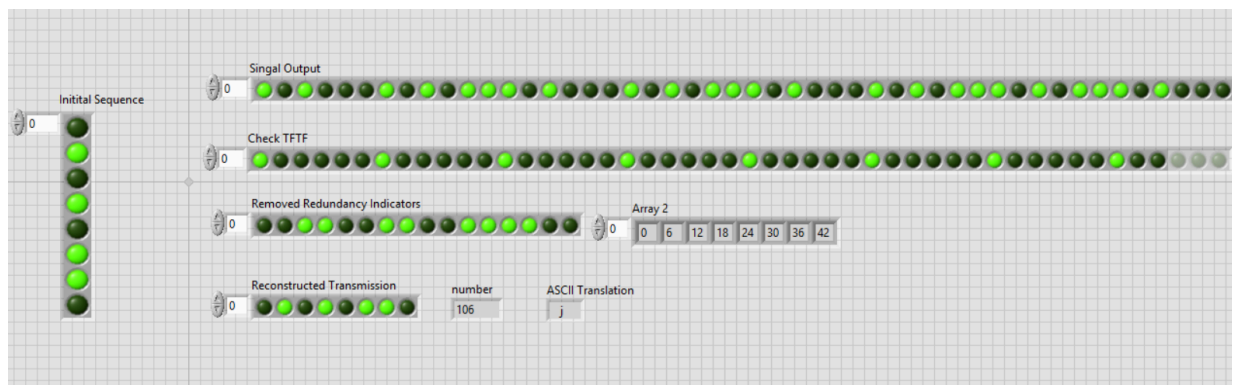 Singal Output
0
Initital Sequence
0
Check TFTF
0
Removed Redundancy Indicators
0
Array 2
0 0 6 12 18 24 30 36 42
Reconstructed Transmission
0
number
106
ASCII Translation
j